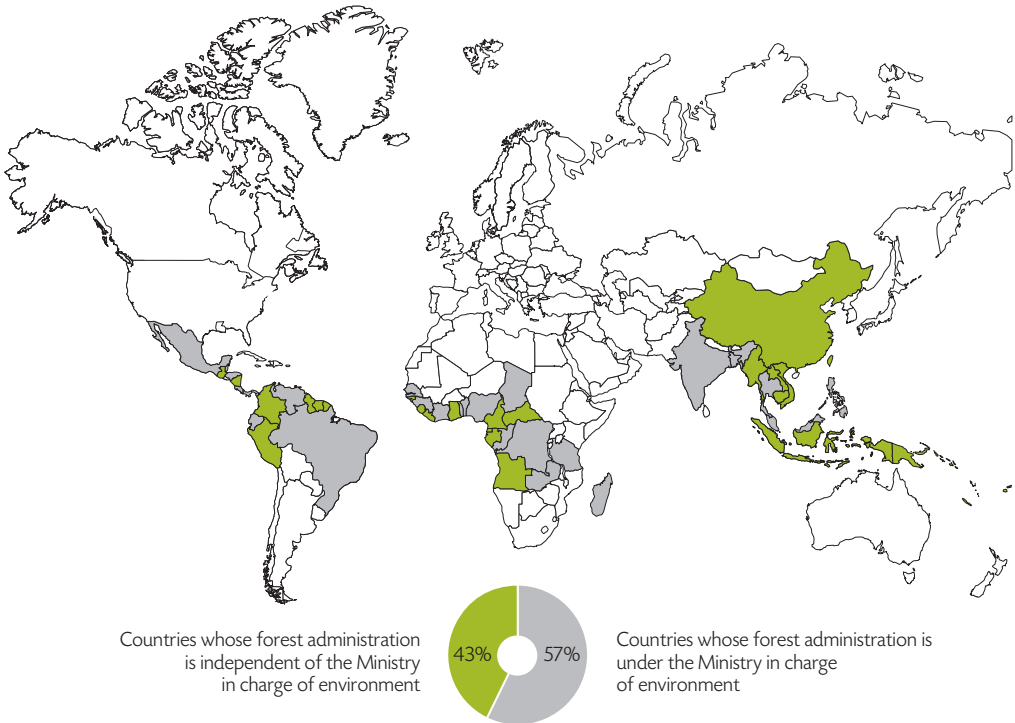 Countries whose forest administration
is independent of the Ministry
in charge of environment
43%
57%
Countries whose forest administration is
under the Ministry in charge
of environment